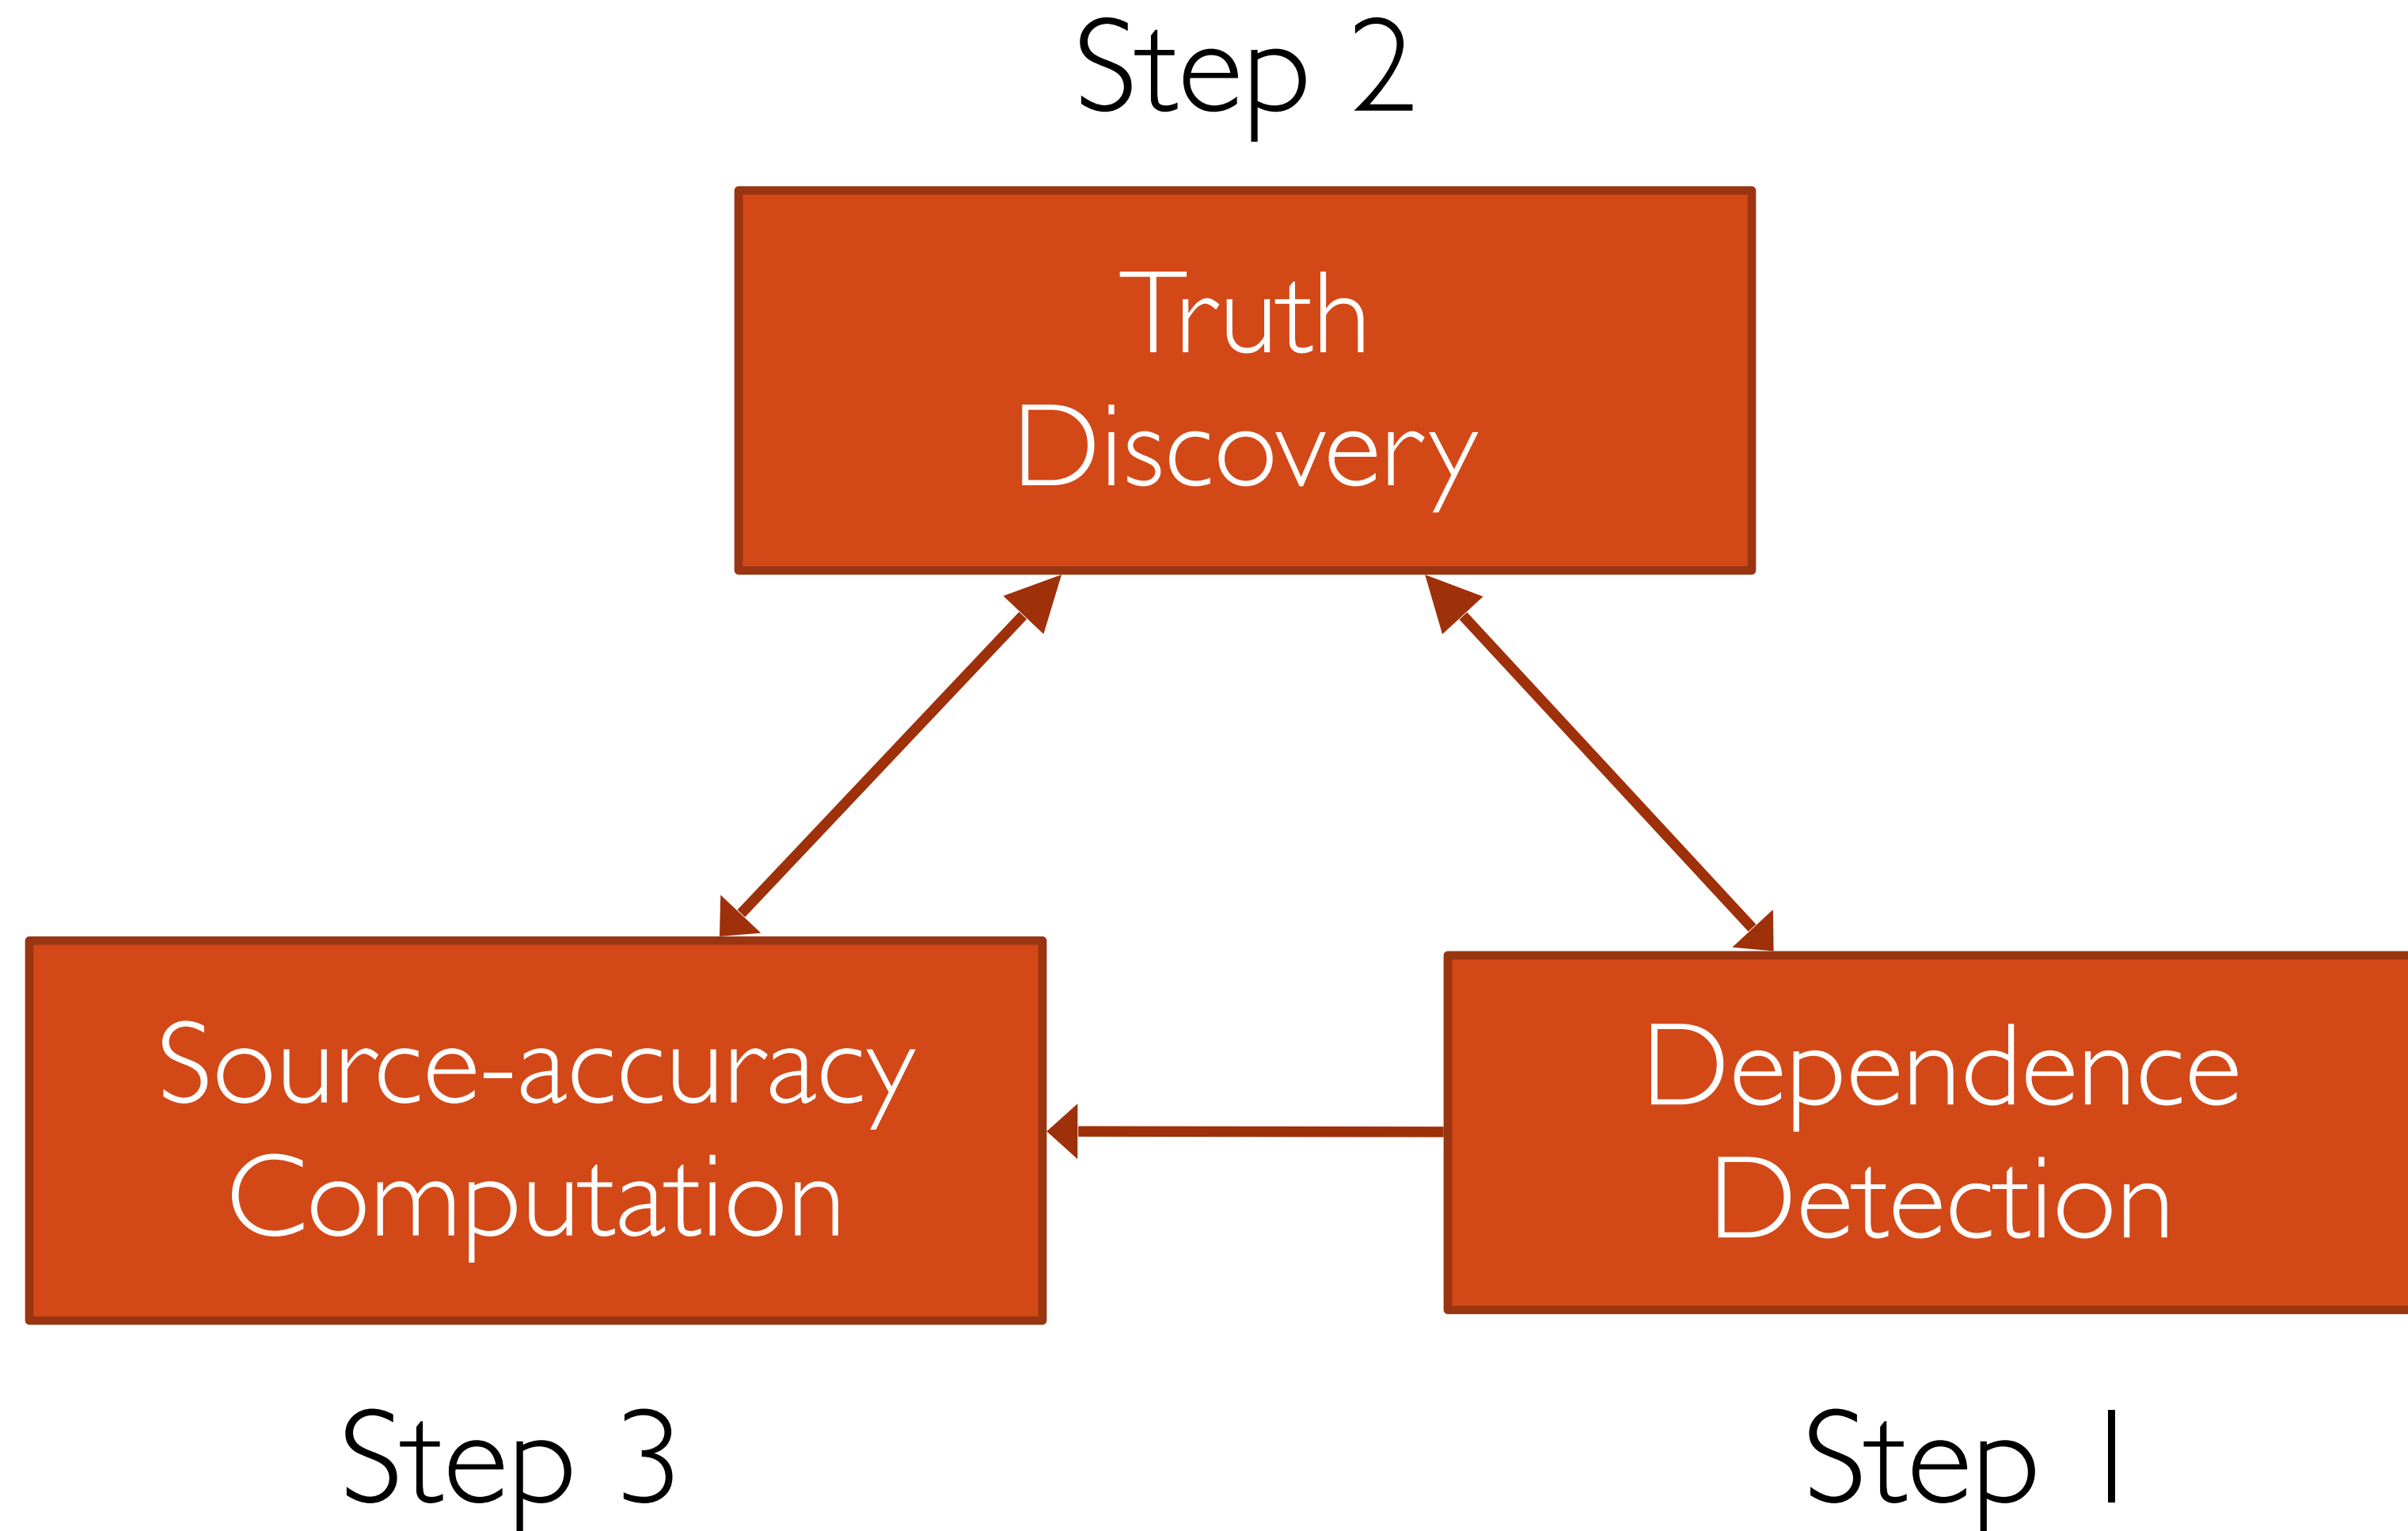 Step 2
Truth
Discovery
Source-accuracy
Computation
Dependence
Detection
Step 3
Step 1